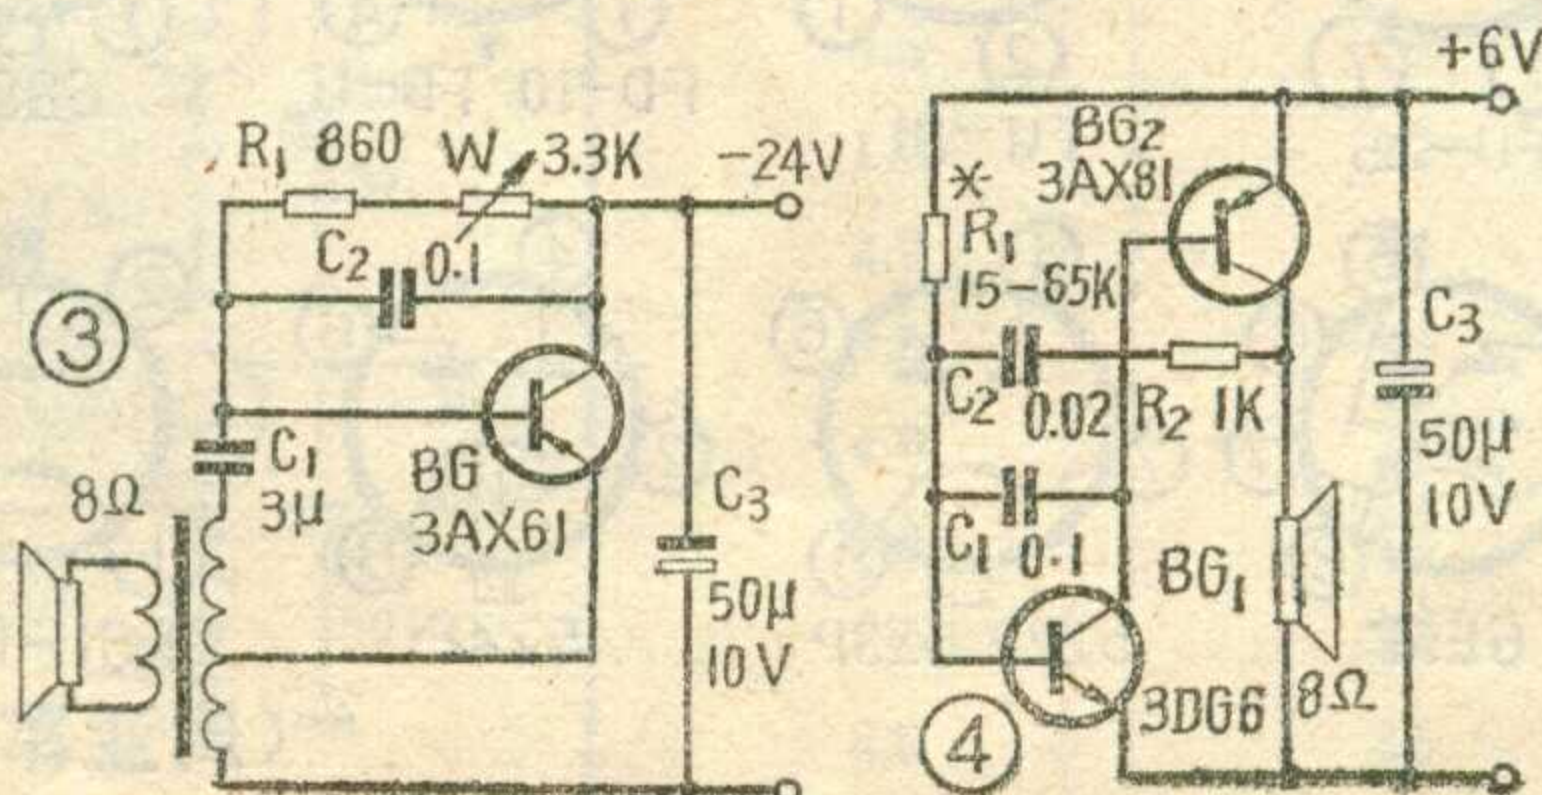 ③
R₁ 860 W 3.3K -24V
C₂ 0.1
C₁
3μ
BG
3AX61
8Ω
C₃
50μ
10V
④
+6V
BG₂
3AX81
*
R₁
15-65K
C₂ 0.02 R₂ 1K
C₁ 0.1
BG₁
3DG6
8Ω
C₃
50μ
10V